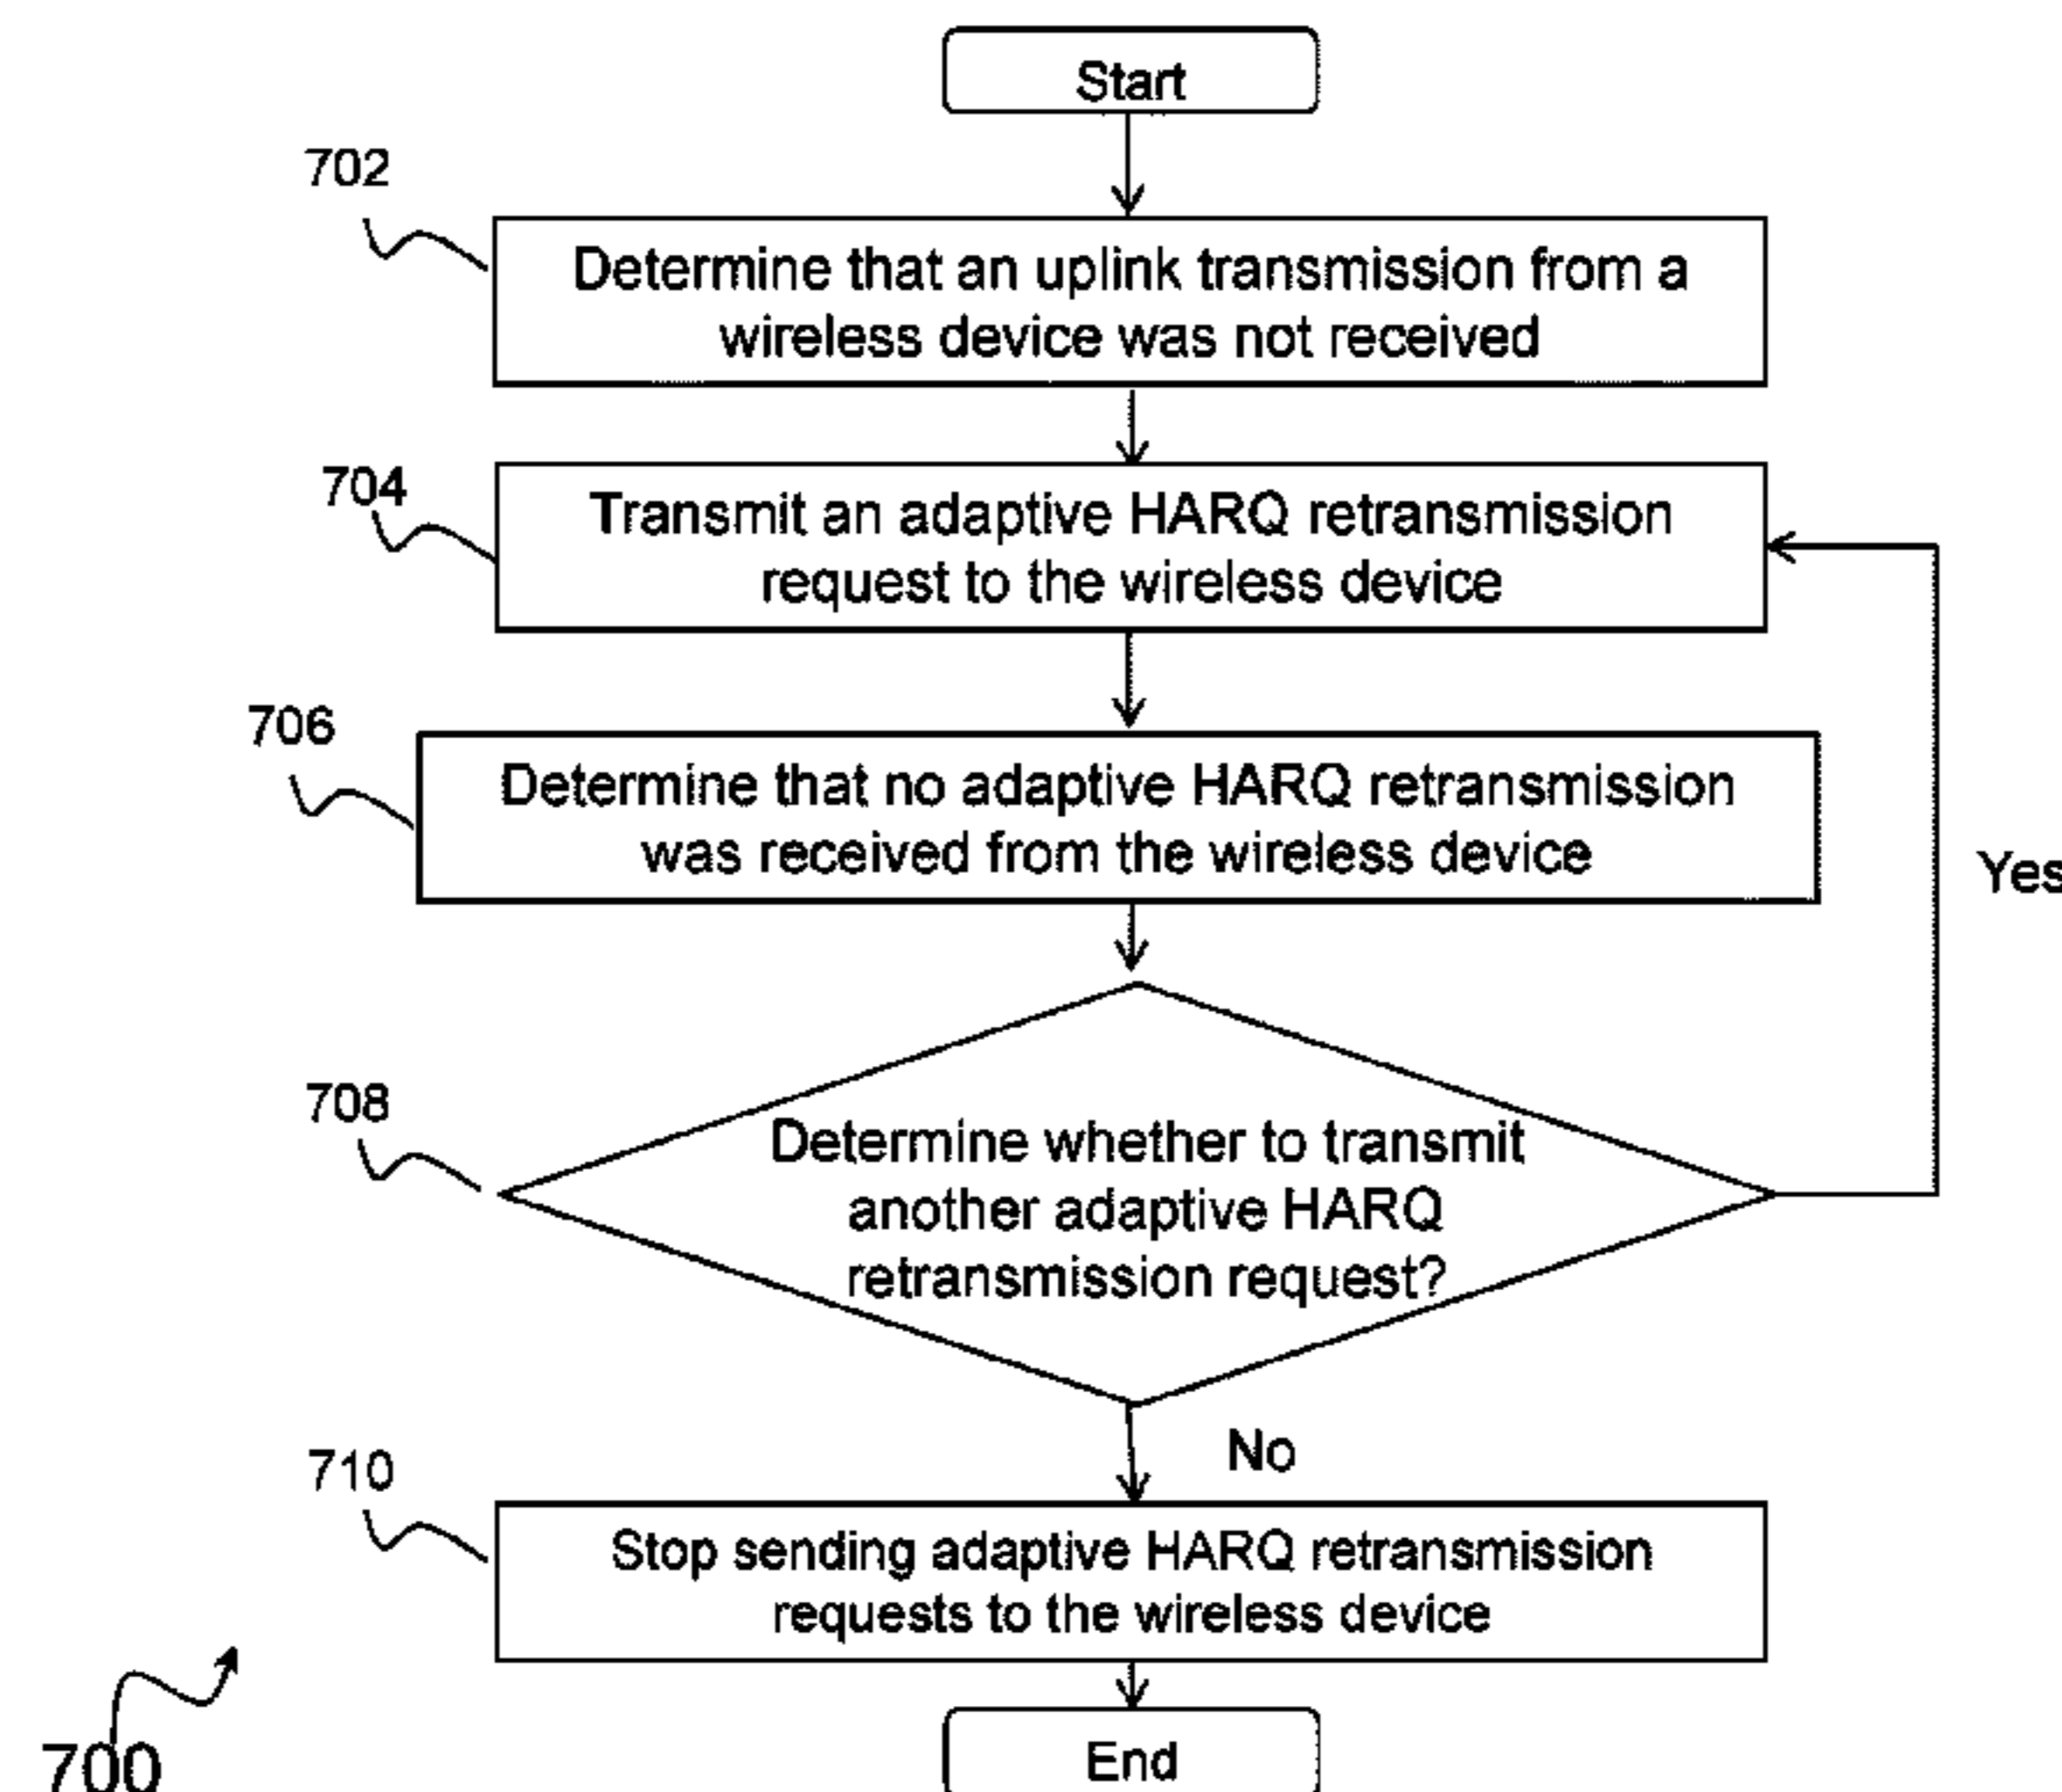 Start
702
Determine that an uplink transmission from a
wireless device was not received
704
Transmit an adaptive HARQ retransmission
request to the wireless device
706
Determine that no adaptive HARQ retransmission
was received from the wireless device
Yes
708
Determine whether to transmit
another adaptive HARQ
retransmission request?
No
710
Stop sending adaptive HARQ retransmission
requests to the wireless device
End
700